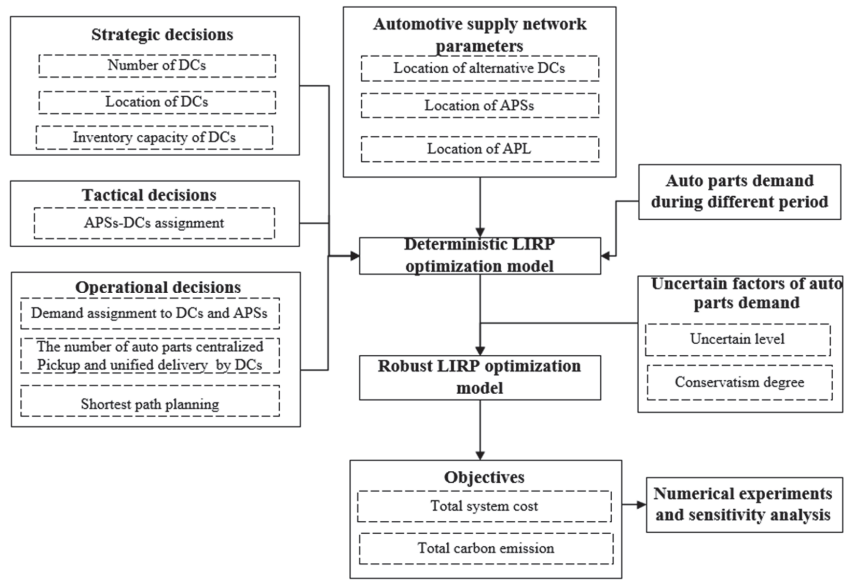 Strategic decisions
Number of DCs
Location of DCs
Inventory capacity of DCs
Tactical decisions
APSs-DCs assignment
Operational decisions
Demand assignment to DCs and APSs
The number of auto parts centralized
Pickup and unified delivery by DCs
Shortest path planning
Automotive supply network
parameters
Location of alternative DCs
Location of APSs
Location of APL
Deterministic LIRP
optimization model
Robust LIRP optimization
model
Objectives
Total system cost
Total carbon emission
Auto parts demand
during different period
Uncertain factors of auto
parts demand
Uncertain level
Conservatism degree
Numerical experiments
and sensitivity analysis